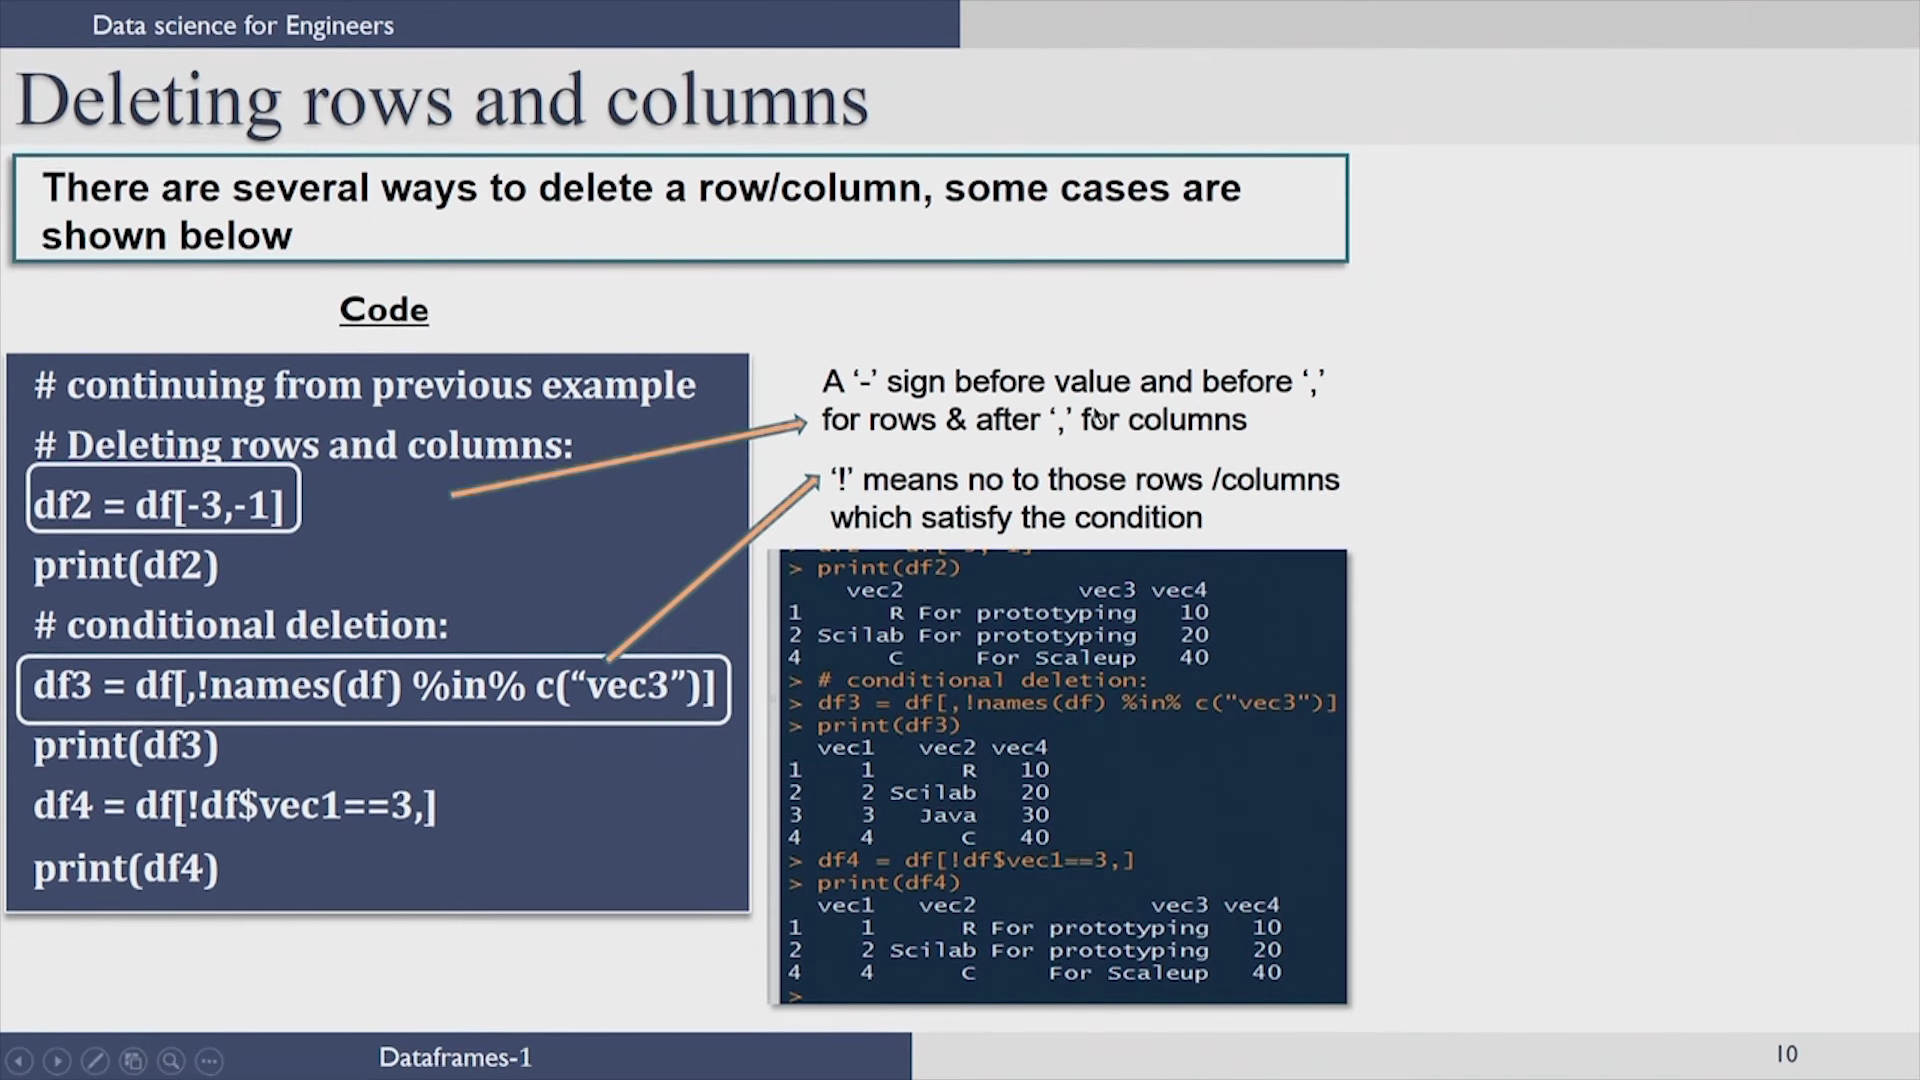 Data science for Engineers
Deleting rows and columns
There are several ways to delete a row/column, some cases are
shown below
Code
# continuing from previous example
# Deleting rows and columns:
df2 = df[-3,-1]
print(df2)
# conditional deletion:
df3 = df[,!names(df) %in% c(“vec3”)]
print(df3)
df4 = df[!df$vec1==3,]
print(df4)
A ‘-’ sign before value and before ‘,’
for rows & after ‘,’ for columns
‘!’ means no to those rows /columns
which satisfy the condition
> print(df2)
vec2 vec3 vec4
1 R For prototyping 10
2 Scilab For prototyping 20
4 C For Scaleup 40
> # conditional deletion:
> df3 = df[,!names(df) %in% c("vec3")]
> print(df3)
vec1 vec2 vec4
1 1 R 10
2 2 Scilab 20
3 3 Java 30
4 4 C 40
> df4 = df[!df$vec1==3,]
> print(df4)
vec1 vec2 vec3 vec4
1 1 R For prototyping 10
2 2 Scilab For prototyping 20
4 4 C For Scaleup 40
>
Dataframes-1
10